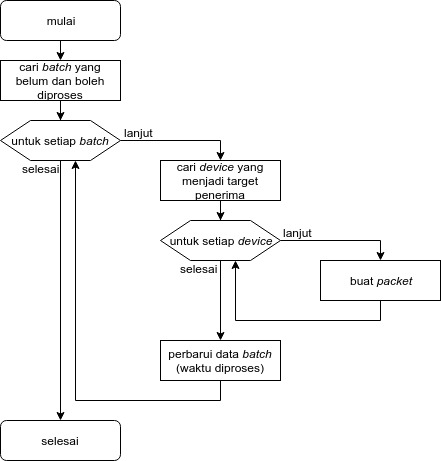 mulai
cari batch yang
belum dan boleh
diproses
untuk setiap batch
lanjut
selesai
cari device yang
menjadi target
penerima
untuk setiap device
lanjut
selesai
buat packet
perbarui data batch
(waktu diproses)
selesai